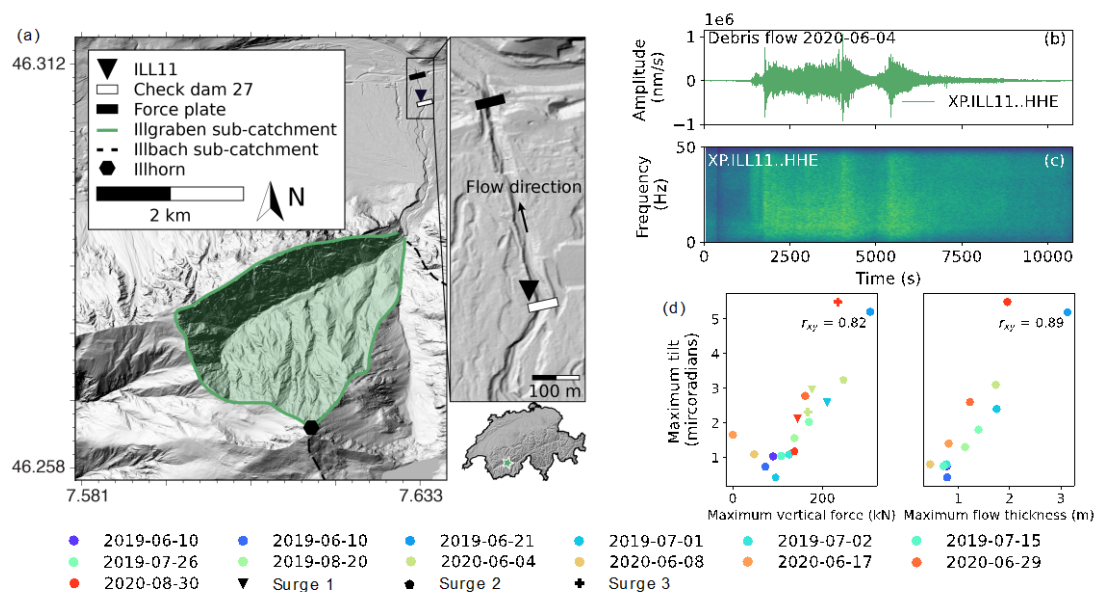 (a)
46.312
ILL11
Check dam 27
Force plate
Illgraben sub-catchment
Illbach sub-catchment
Illhorn
2 km
N
46.258
7.581
7.633
Flow direction
100 m
1e6
Debris flow 2020-06-04
(b)
1
0
−1
Amplitude
(nm/s)
XP.ILL11..HHE
XP.ILL11..HHE
(c)
50
0
Frequency
(Hz)
0 2500 5000 7500 10000
Time (s)
(d)
rxy = 0.82
5
4
3
2
1
Maximum tilt
(mircoradians)
0 200
Maximum vertical force (kN)
rxy = 0.89
1 2 3
Maximum flow thickness (m)
2019-06-10 2019-06-10 2019-06-21 2019-07-01 2019-07-02 2019-07-15
2019-07-26 2019-08-20 2020-06-04 2020-06-08 2020-06-17 2020-06-29
2020-08-30 Surge 1 Surge 2 Surge 3